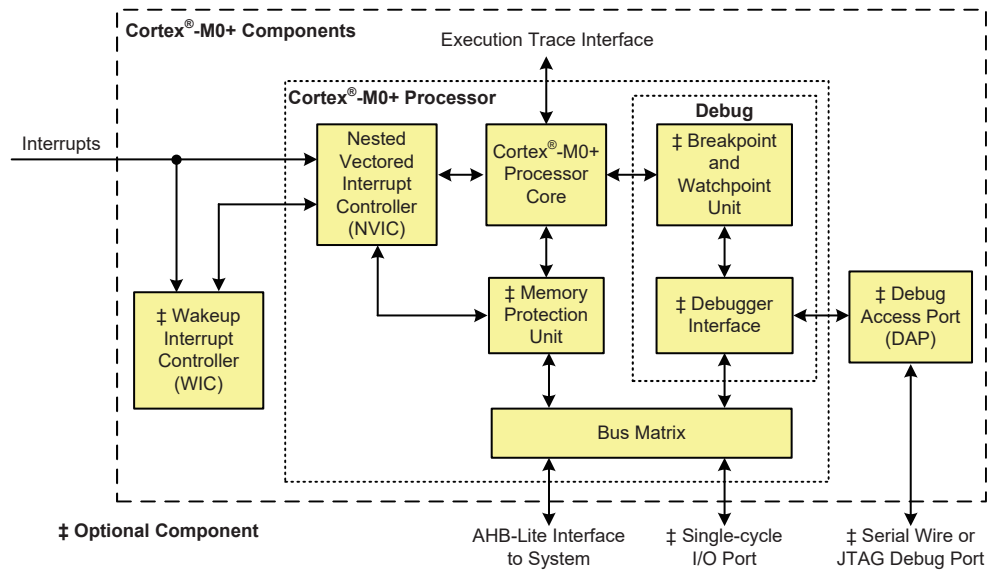 Cortex®-M0+ Components
Execution Trace Interface
Cortex®-M0+ Processor
Debug
Interrupts
Nested
Vectored
Interrupt
Controller
(NVIC)
Cortex®-M0+
Processor
Core
‡ Breakpoint
and
Watchpoint
Unit
‡ Wakeup
Interrupt
Controller
(WIC)
‡ Memory
Protection
Unit
‡ Debugger
Interface
‡ Debug
Access Port
(DAP)
Bus Matrix
‡ Optional Component
AHB-Lite Interface
to System
‡ Single-cycle
I/O Port
‡ Serial Wire or
JTAG Debug Port